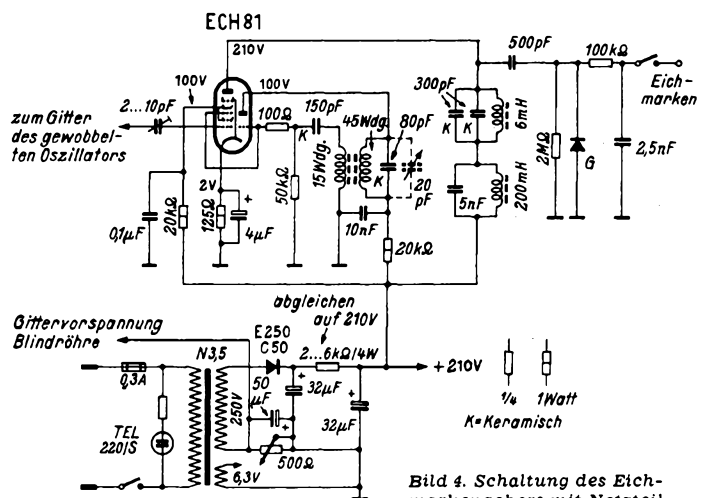 ECH81
210V
100V
100V
2...10pF
zum Gitter
des gewobbel-
ten Oszillators
100Ω
150pF
K
45Wdg.
15Wdg.
80pF
K
20
pF
10nF
20kΩ
50kΩ
2V
+
125Ω
4μF
20kΩ
0,1μF
500pF
300pF
K
K
6mH
5nF
200mH
100kΩ
Eich-
marken
2MΩ
G
2,5nF
Gittervorspannung
Blindröhre
abgleichen
auf 210V
E250
C50
2...6kΩ/4W
+210V
0,3A
N3,5
250V
50
μF
+
+
32μF
+
32μF
500Ω
6,3V
TEL
220/S
1/4
1Watt
K=Keramisch
Bild 4. Schaltung des Eich-